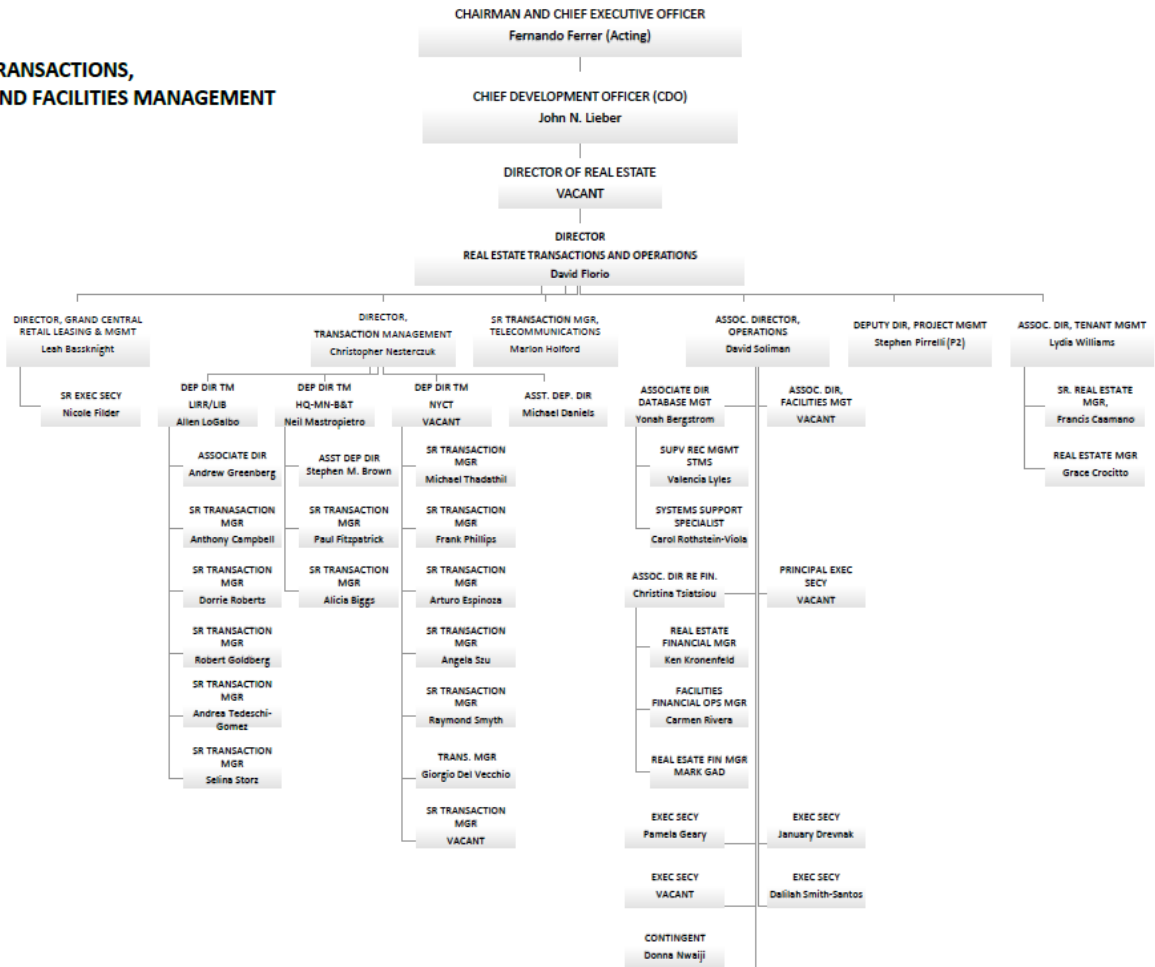 CHAIRMAN AND CHIEF EXECUTIVE OFFICER
Fernando Ferrer (Acting)
RANSACTIONS,
ND FACILITIES MANAGEMENT
CHIEF DEVELOPMENT OFFICER (CDO)
John N. Lieber
DIRECTOR OF REAL ESTATE
VACANT
DIRECTOR
REAL ESTATE TRANSACTIONS AND OPERATIONS
David Florio
DIRECTOR, GRAND CENTRAL
RETAIL LEASING & MGMT
Leah Bassknight
DIRECTOR,
TRANSACTION MANAGEMENT
Christopher Nesterczuk
SR TRANSACTION MGR,
TELECOMMUNICATIONS
Marion Holford
ASSOC. DIRECTOR,
OPERATIONS
David Soliman
DEPUTY DIR, PROJECT MGMT
Stephen Pirrelli (P2)
ASSOC. DIR, TENANT MGMT
Lydia Williams
SR EXEC SECY
Nicole Filder
DEP DIR TM
LIRR/LIB
Allen LoGalbo
ASSOCIATE DIR
Andrew Greenberg
SR TRANASACTION
MGR
Anthony Campbell
SR TRANSACTION
MGR
Dorrie Roberts
SR TRANSACTION
MGR
Robert Goldberg
SR TRANSACTION
MGR
Andrea Tedeschi-
Gomez
SR TRANSACTION
MGR
Selina Storz
DEP DIR TM
HQ-MN-B&T
Neil Mastropietro
ASST DEP DIR
Stephen M. Brown
SR TRANSACTION
MGR
Paul Fitzpatrick
SR TRANSACTION
MGR
Alicia Biggs
DEP DIR TM
NYCT
VACANT
SR TRANSACTION
MGR
Michael Thadathil
SR TRANSACTION
MGR
Frank Phillips
SR TRANSACTION
MGR
Arturo Espinoza
SR TRANSACTION
MGR
Angela Szu
SR TRANSACTION
MGR
Raymond Smyth
TRANS. MGR
Giorgio Del Vecchio
SR TRANSACTION
MGR
VACANT
ASST. DEP. DIR
Michael Daniels
ASSOCIATE DIR
DATABASE MGT
Yonah Bergstrom
SUPV REC MGMT
STMS
Valencia Lyles
SYSTEMS SUPPORT
SPECIALIST
Carol Rothstein-Viola
ASSOC. DIR,
FACILITIES MGT
VACANT
ASSOC. DIR RE FIN.
Christina Tsiatsiou
REAL ESTATE
FINANCIAL MGR
Ken Kronenfeld
FACILITIES
FINANCIAL OPS MGR
Carmen Rivera
REAL ESATE FIN MGR
MARK GAD
PRINCIPAL EXEC
SECY
VACANT
EXEC SECY
Pamela Geary
EXEC SECY
January Drevnak
EXEC SECY
VACANT
EXEC SECY
Dalilah Smith-Santos
CONTINGENT
Donna Nwaiji
SR. REAL ESTATE
MGR,
Francis Caamano
REAL ESTATE MGR
Grace Crocitto